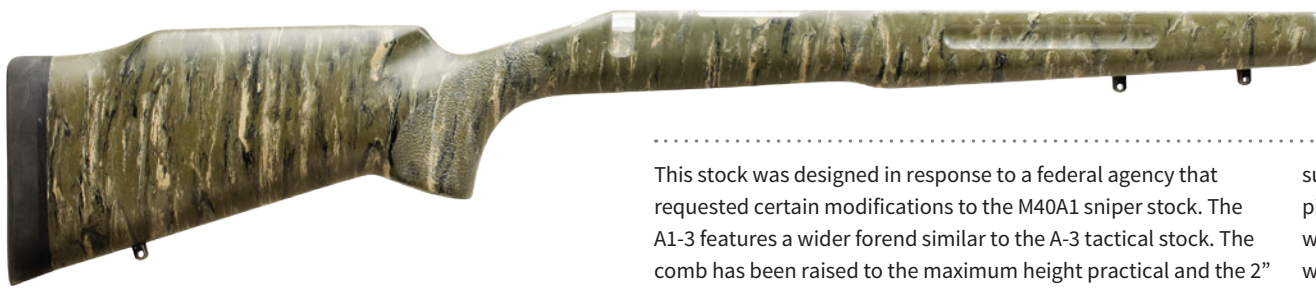 This stock was designed in response to a federal agency that
requested certain modifications to the M40A1 sniper stock. The
A1-3 features a wider forend similar to the A-3 tactical stock. The
comb has been raised to the maximum height practical and the 2”